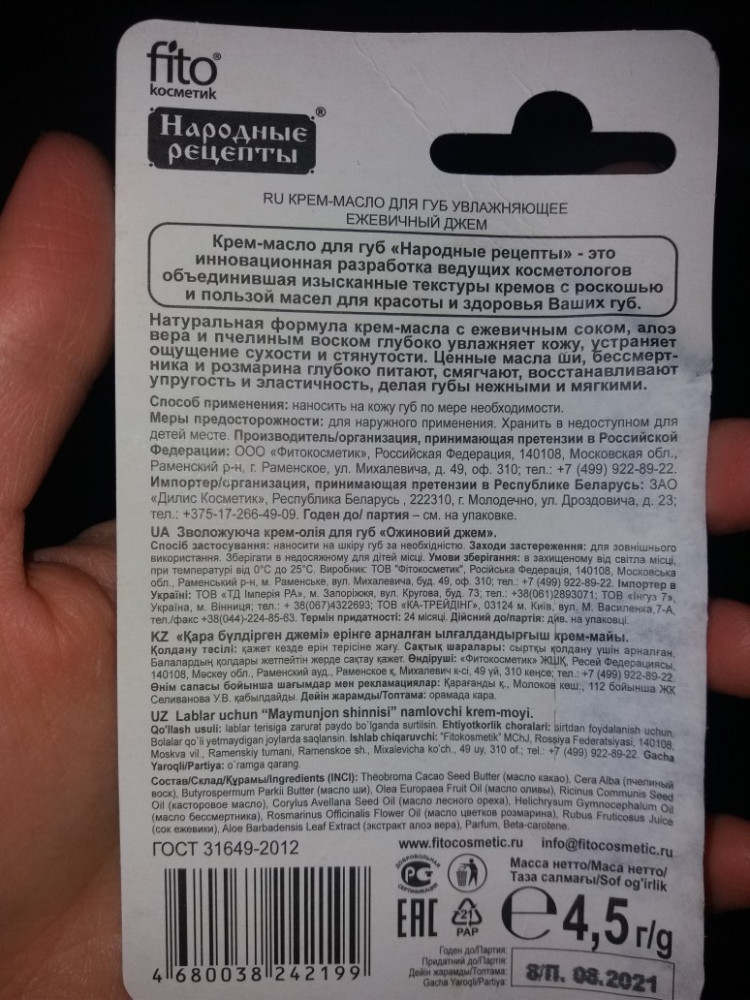 fito®
косметик
Народные
рецепты ®
RU КРЕМ-МАСЛО ДЛЯ ГУБ УВЛАЖНЯЮЩЕЕ
ЕЖЕВИЧНЫЙ ДЖЕМ
Крем-масло для губ «Народные рецепты» - это
инновационная разработка ведущих косметологов
объединившая изысканные текстуры кремов с роскошью
и пользой масел для красоты и здоровья Ваших губ.
Натуральная формула крем-масла с ежевичным соком, алоэ
вера и пчелиным воском глубоко увлажняет кожу, устраняет
ощущение сухости и стянутости. Ценные масла ши, бессмерт-
ника и розмарина глубоко питают, смягчают, восстанавливают
упругость и эластичность, делая губы нежными и мягкими.
Способ применения: наносить на кожу губ по мере необходимости.
Меры предосторожности: для наружного применения. Хранить в недоступном для
детей месте. Производитель/организация, принимающая претензии в Российской
Федерации: ООО «Фитокосметик», Российская Федерация, 140108, Московская обл.,
Раменский р-н, г. Раменское, ул. Михалевича, д. 49, оф. 310; тел.: +7 (499) 922-89-22.
Импортер/организация, принимающая претензии в Республике Беларусь: ЗАО
«Дилис Косметик», Республика Беларусь , 222310, г. Молодечно, ул. Дроздовича, д. 23;
тел.: +375-17-266-49-09. Годен до/ партия – см. на упаковке.
UA Зволожуюча крем-олія для губ «Ожиновий джем».
Спосіб застосування: наносити на шкіру губ за необхідністю. Заходи застереження: для зовнішнього
використання. Зберігати в недосяжному для дітей місці. Умови зберігання: в захищеному від світла місці,
при температурі від 0°С до 25°С. Виробник: ТОВ "Фітокосметик", Російська Федерація, 140108, Московська
обл., Раменський р-н, м. Раменське, вул. Михалевича, буд. 49, оф. 310; тел.: +7 (499) 922-89-22. Імпортер в
Україні: ТОВ «ТД Імперія РА», м. Запоріжжя, вул. Кругова, буд. 73; тел.: +38(061)2893071; ТОВ «Інгуз 7»,
Україна, м. Вінниця; тел.: + 38(067)4322693; ТОВ «КА-ТРЕЙДІНГ», 03124 м. Київ, вул. М. Василенка,7-А,
тел./факс +38(044)-224-85-63. Термін придатності: 24 місяці. Дійсний до/партія: див. на упаковці.
KZ «Қара бүлдірген джемі» ерінге арналған ылғалдандырғыш крем-майы.
Қолдану тәсілі: қажет кезде ерін терісіне жағу. Сақтық шаралары: сыртқы қолдану үшін арналған.
Балалардың қолдары жетпейтін жерде сақтау қажет. Өндіруші: «Фитокосметик» ЖШҚ, Ресей Федерациясы,
140108, Мәскеу обл., Раменский ауд., Раменское қ, Михалевич к-сі, 49 үй, 310 кеңсе; тел.: +7 (499) 922-89-22.
Өнім сапасы бойынша шағымдар мен рекламациялар: Қарағанды қ., Молоков көш., 112 бойынша ЖК
Селиванова У.В. қабылдайды. Дейін жарамды/Топтама: орамада қара.
UZ Lablar uchun “Maymunjon shinnisi” namlovchi krem-moyi.
Qo'llash usuli: lablar terisiga zarurat paydo bo`lganda surtilsin. Ehtiyotkorlik choralari: sirtdan foydalanish uchun.
Bolalar qo`li yetmaydigan joylarda saqlansin. Ishlab chiqaruvchi: "Fitokosmetik" MChJ, Rossiya Federatsiyasi, 140108,
Moskva vil., Ramenskiy tumani, Ramenskoe sh., Mixalevicha ko'ch., 49 uy, 310 of.; tel.: +7 (499) 922-89-22. Gacha
Yaroqli/Partiya: o`ramga qarang.
Состав/Склад/Құрамы/Ingredients (INCI): Theobroma Cacao Seed Butter (масло какао), Cera Alba (пчелиный
воск), Butyrospermum Parkii Butter (масло ши), Olea Europaea Fruit Oil (масло оливы), Ricinus Communis Seed
Oil (касторовое масло), Corylus Avellana Seed Oil (масло лесного ореха), Helichrysum Gymnocephalum Oil
(масло бессмертника), Rosmarinus Officinalis Flower Oil (масло цветков розмарина), Rubus Fruticosus Juice
(сок ежевики), Aloe Barbadensis Leaf Extract (экстракт алоэ вера), Parfum, Beta-carotene.
ГОСТ 31649-2012
www.fitocosmetic.ru info@fitocosmetic.ru
ДОБРОВОЛЬНАЯ
РСТ
СЕРТИФИКАЦИЯ
Масса нетто/Маса нетто/
Таза салмағы/Sof og'irlik
EAC
21
PAP
℮4,5 г/g
Годен до/Партия:
Придатний до/Партія:
Дейін жарамды/Топтама:
Gacha Yaroqli/Partiya:
8/П. 08.2021
4 680038 242199